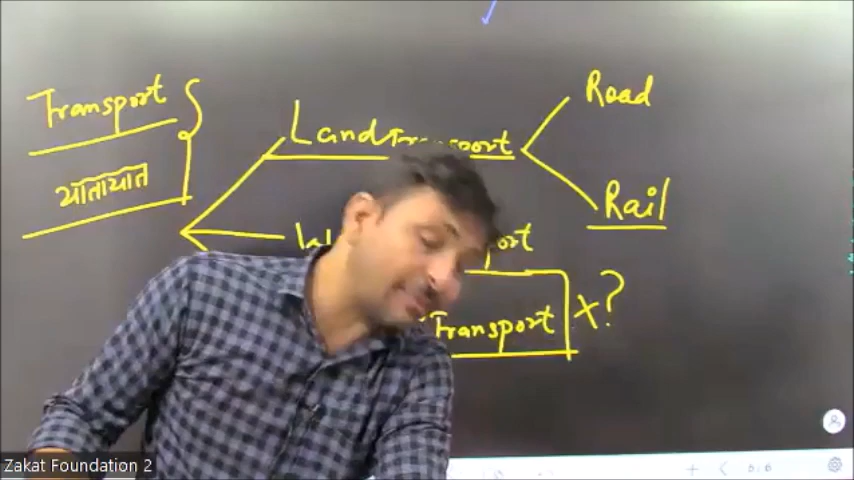 Transport
यातायात
Land Transport
Road
Rail
Transport x?
Zakat Foundation 2